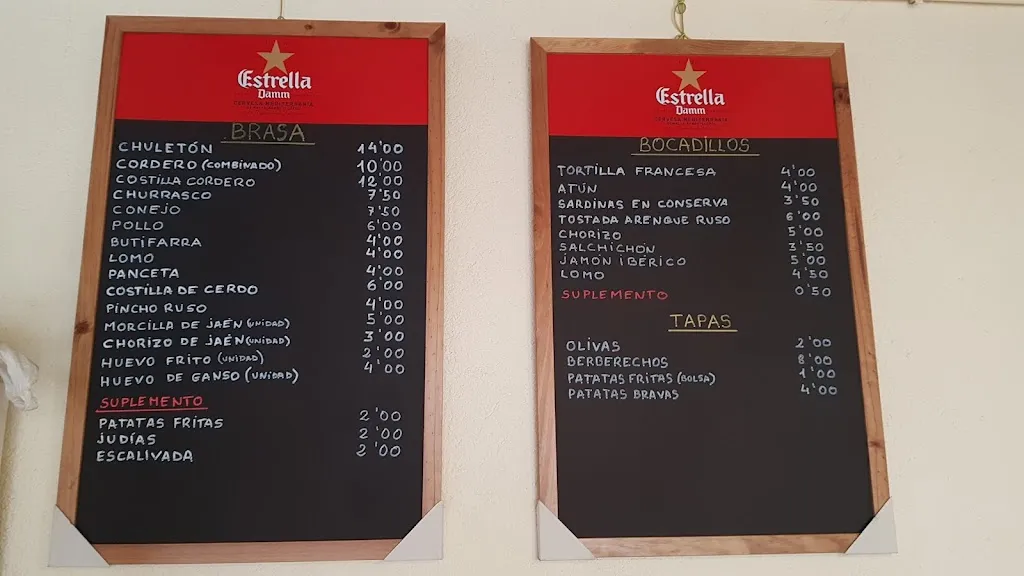 Estrella
Damm
BRASA
CHULETÓN 14'00
CORDERO (COMBINADO) 10'00
COSTILLA CORDERO 12'00
CHURRASCO 7'50
CONEJO 7'50
POLLO 6'00
BUTIFARRA 4'00
LOMO 4'00
PANCETA 4'00
COSTILLA DE CERDO 6'00
PINCHO RUSO 4'00
MORCILLA DE JAÉN (UNIDAD) 5'00
CHORIZO DE JAÉN (UNIDAD) 3'00
HUEVO FRITO (UNIDAD) 2'00
HUEVO DE GANSO (UNIDAD) 4'00
SUPLEMENTO
PATATAS FRITAS 2'00
JUDÍAS 2'00
ESCALIVADA 2'00
Estrella
Damm
BOCADILLOS
TORTILLA FRANCESA 4'00
ATÚN 4'00
SARDINAS EN CONSERVA 3'50
TOSTADA ARENQUE RUSO 6'00
CHORIZO 5'00
SALCHICHÓN 3'50
JAMÓN IBÉRICO 5'00
LOMO 4'50
SUPLEMENTO 0'50
TAPAS
OLIVAS 2'00
BERBERECHOS 8'00
PATATAS FRITAS (BOLSA) 1'00
PATATAS BRAVAS 4'00